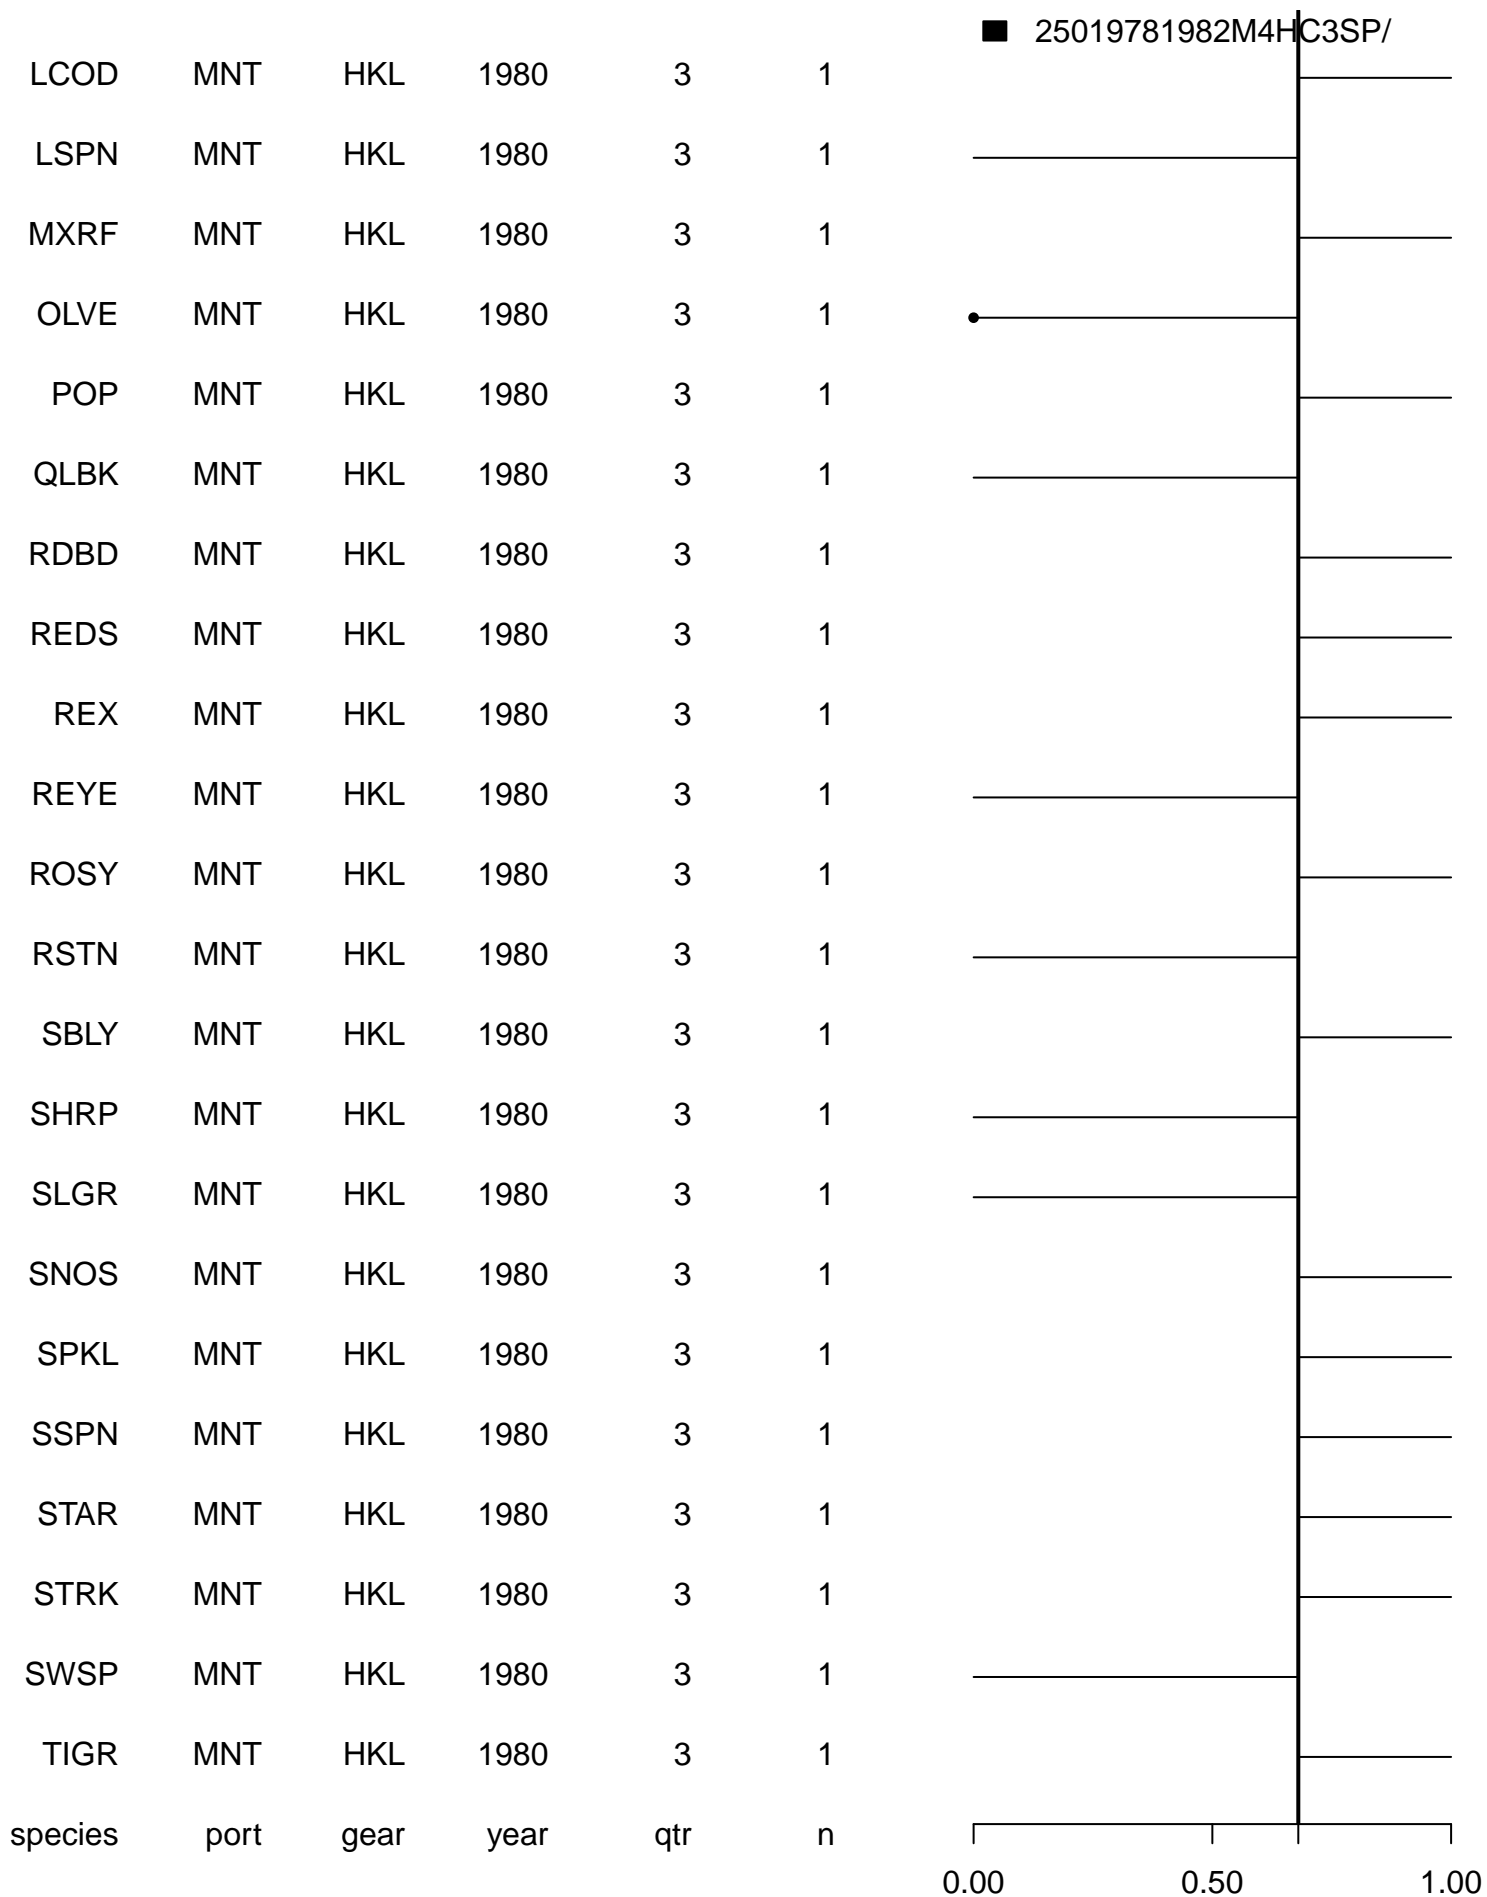 25019781982M4HC3SP/
LCOD MNT HKL 1980 3 1
LSPN MNT HKL 1980 3 1
MXRF MNT HKL 1980 3 1
OLVE MNT HKL 1980 3 1
POP MNT HKL 1980 3 1
QLBK MNT HKL 1980 3 1
RDBD MNT HKL 1980 3 1
REDS MNT HKL 1980 3 1
REX MNT HKL 1980 3 1
REYE MNT HKL 1980 3 1
ROSY MNT HKL 1980 3 1
RSTN MNT HKL 1980 3 1
SBLY MNT HKL 1980 3 1
SHRP MNT HKL 1980 3 1
SLGR MNT HKL 1980 3 1
SNOS MNT HKL 1980 3 1
SPKL MNT HKL 1980 3 1
SSPN MNT HKL 1980 3 1
STAR MNT HKL 1980 3 1
STRK MNT HKL 1980 3 1
SWSP MNT HKL 1980 3 1
TIGR MNT HKL 1980 3 1
species port gear year qtr n
0.00 0.50 1.00